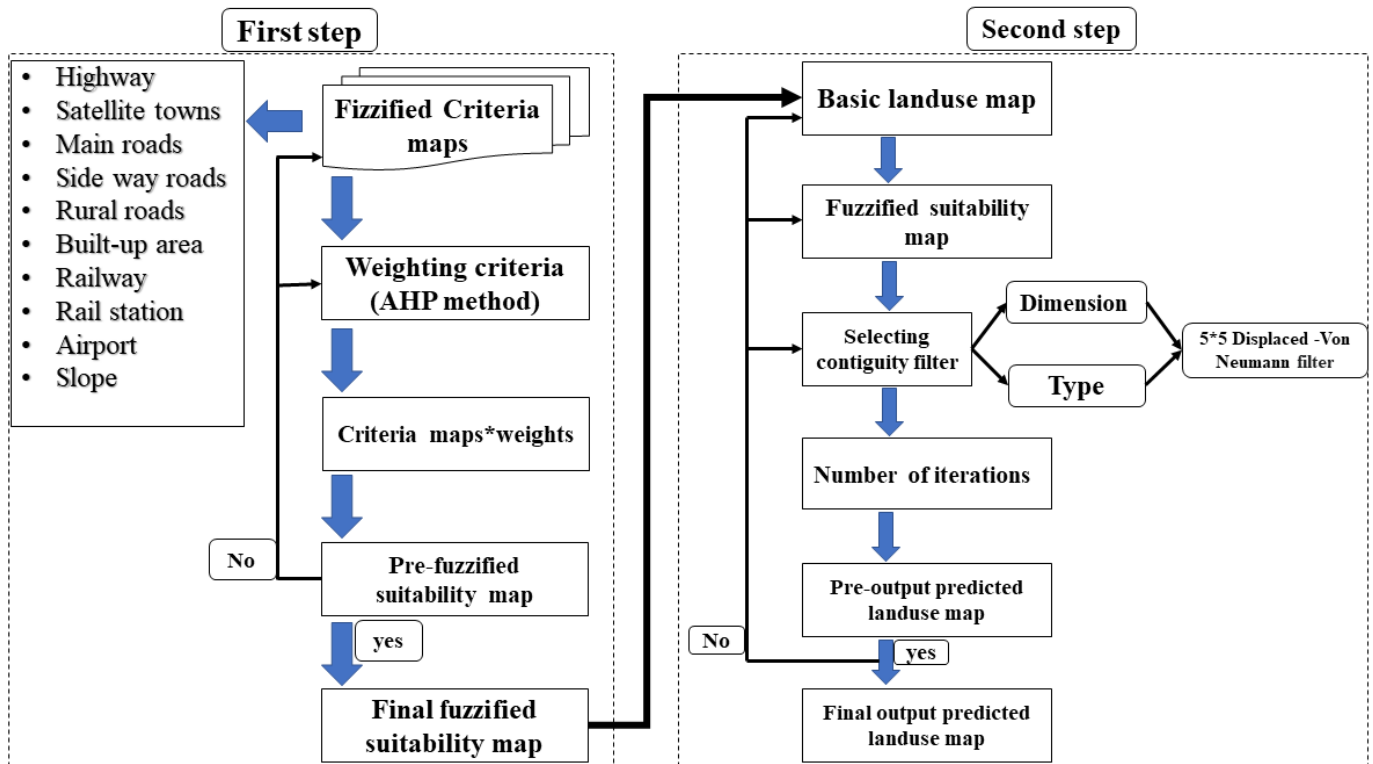 First step
• Highway
• Satellite towns
• Main roads
• Side way roads
• Rural roads
• Built-up area
• Railway
• Rail station
• Airport
• Slope
Fizzified Criteria
maps
Weighting criteria
(AHP method)
Criteria maps*weights
No
Pre-fuzzified
suitability map
yes
Final fuzzified
suitability map
Second step
Basic landuse map
Fuzzified suitability
map
Selecting
contiguity filter
Dimension
Type
5*5 Displaced -Von
Neumann filter
Number of iterations
Pre-output predicted
landuse map
No
yes
Final output predicted
landuse map